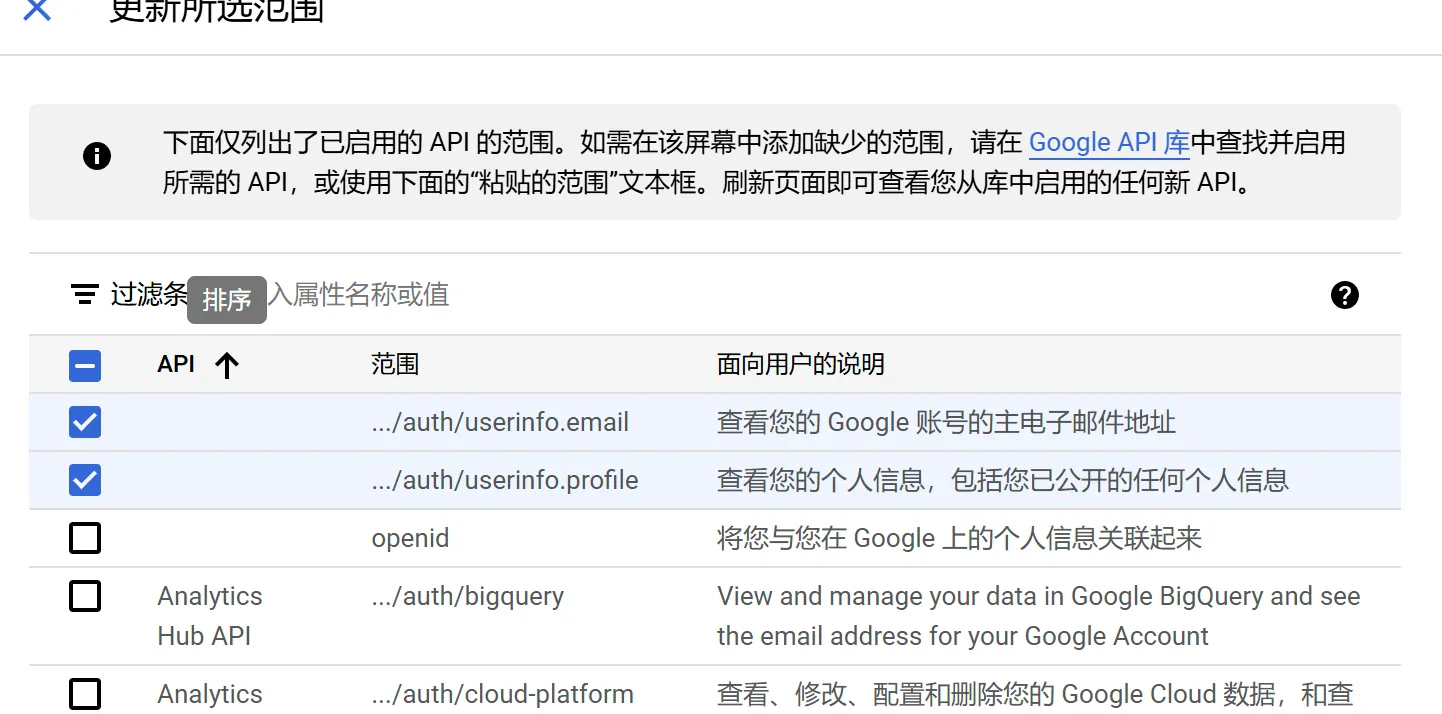 更新所选范围
下面仅列出了已启用的 API 的范围。如需在该屏幕中添加缺少的范围，请在 Google API 库中查找并启用
所需的 API，或使用下面的“粘贴的范围”文本框。刷新页面即可查看您从库中启用的任何新 API。
过滤条 排序 入属性名称或值
API 范围 面向用户的说明
.../auth/userinfo.email 查看您的 Google 账号的主电子邮件地址
.../auth/userinfo.profile 查看您的个人信息，包括您已公开的任何个人信息
openid 将您与您在 Google 上的个人信息关联起来
Analytics .../auth/bigquery View and manage your data in Google BigQuery and see
Hub API the email address for your Google Account
Analytics .../auth/cloud-platform 查看、修改、配置和删除您的 Google Cloud 数据，和查